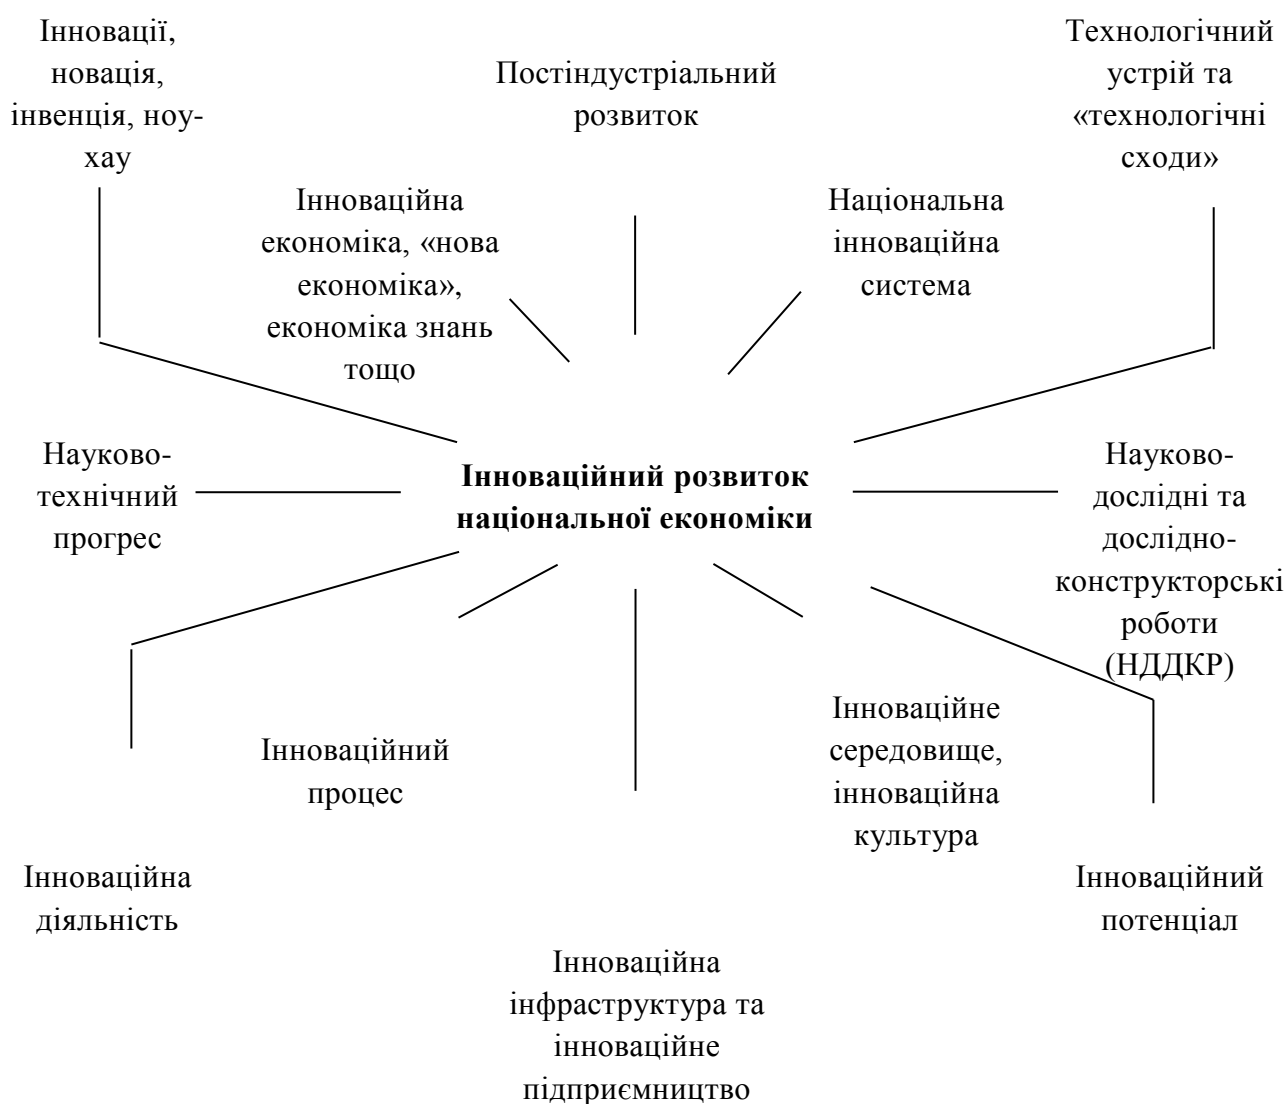 Інновації,
новація,
інвенція, ноу-
хау
Постіндустріальний
розвиток
Технологічний
устрій та
«технологічні
сходи»
Інноваційна
економіка, «нова
економіка»,
економіка знань
тощо
Національна
інноваційна
система
Науково-
технічний
прогрес
Інноваційний розвиток
національної економіки
Науково-
дослідні та
дослідно-
конструкторські
роботи
(НДДКР)
Інноваційний
процес
Інноваційне
середовище,
інноваційна
культура
Інноваційна
діяльність
Інноваційний
потенціал
Інноваційна
інфраструктура та
інноваційне
підприємництво